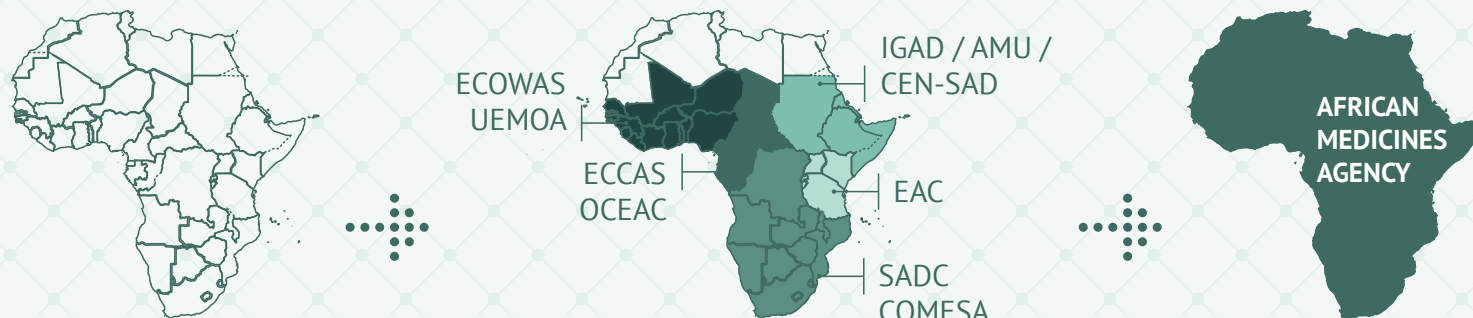 ECOWAS
UEMOA
ECCAS
OCEAC
IGAD / AMU /
CEN-SAD
EAC
SADC
COMESA
AFRICAN
MEDICINES
AGENCY